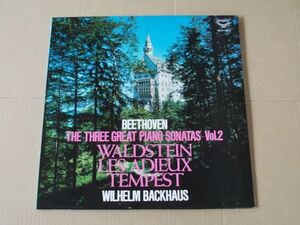 BEETHOVEN
THE THREE GREAT PIANO SONATAS Vol.2
WALDSTEIN
LES ADIEUX
TEMPEST
WILHELM BACKHAUS